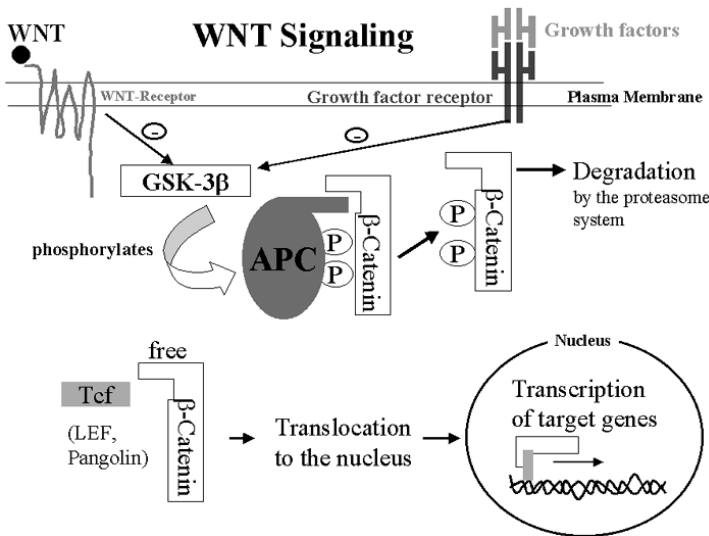 WNT
WNT Signaling
Growth factors
WNT-Receptor
Growth factor receptor
Plasma Membrane
-
-
GSK-3β
phosphorylates
APC
P
P
β-Catenin
P
P
β-Catenin
Degradation
by the proteasome
system
free
Tcf
(LEF,
Pangolin)
β-Catenin
Translocation
to the nucleus
Nucleus
Transcription
of target genes